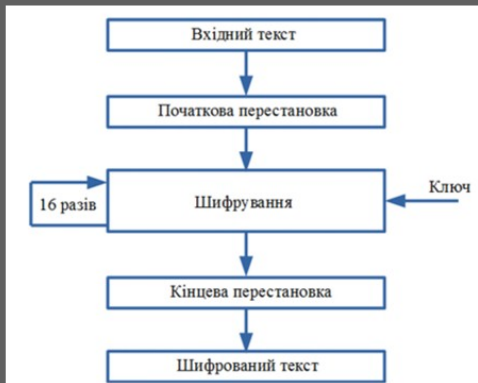 Вхідний текст
Початкова перестановка
Ключ
16 разів
Шифрування
Кінцева перестановка
Шифрований текст